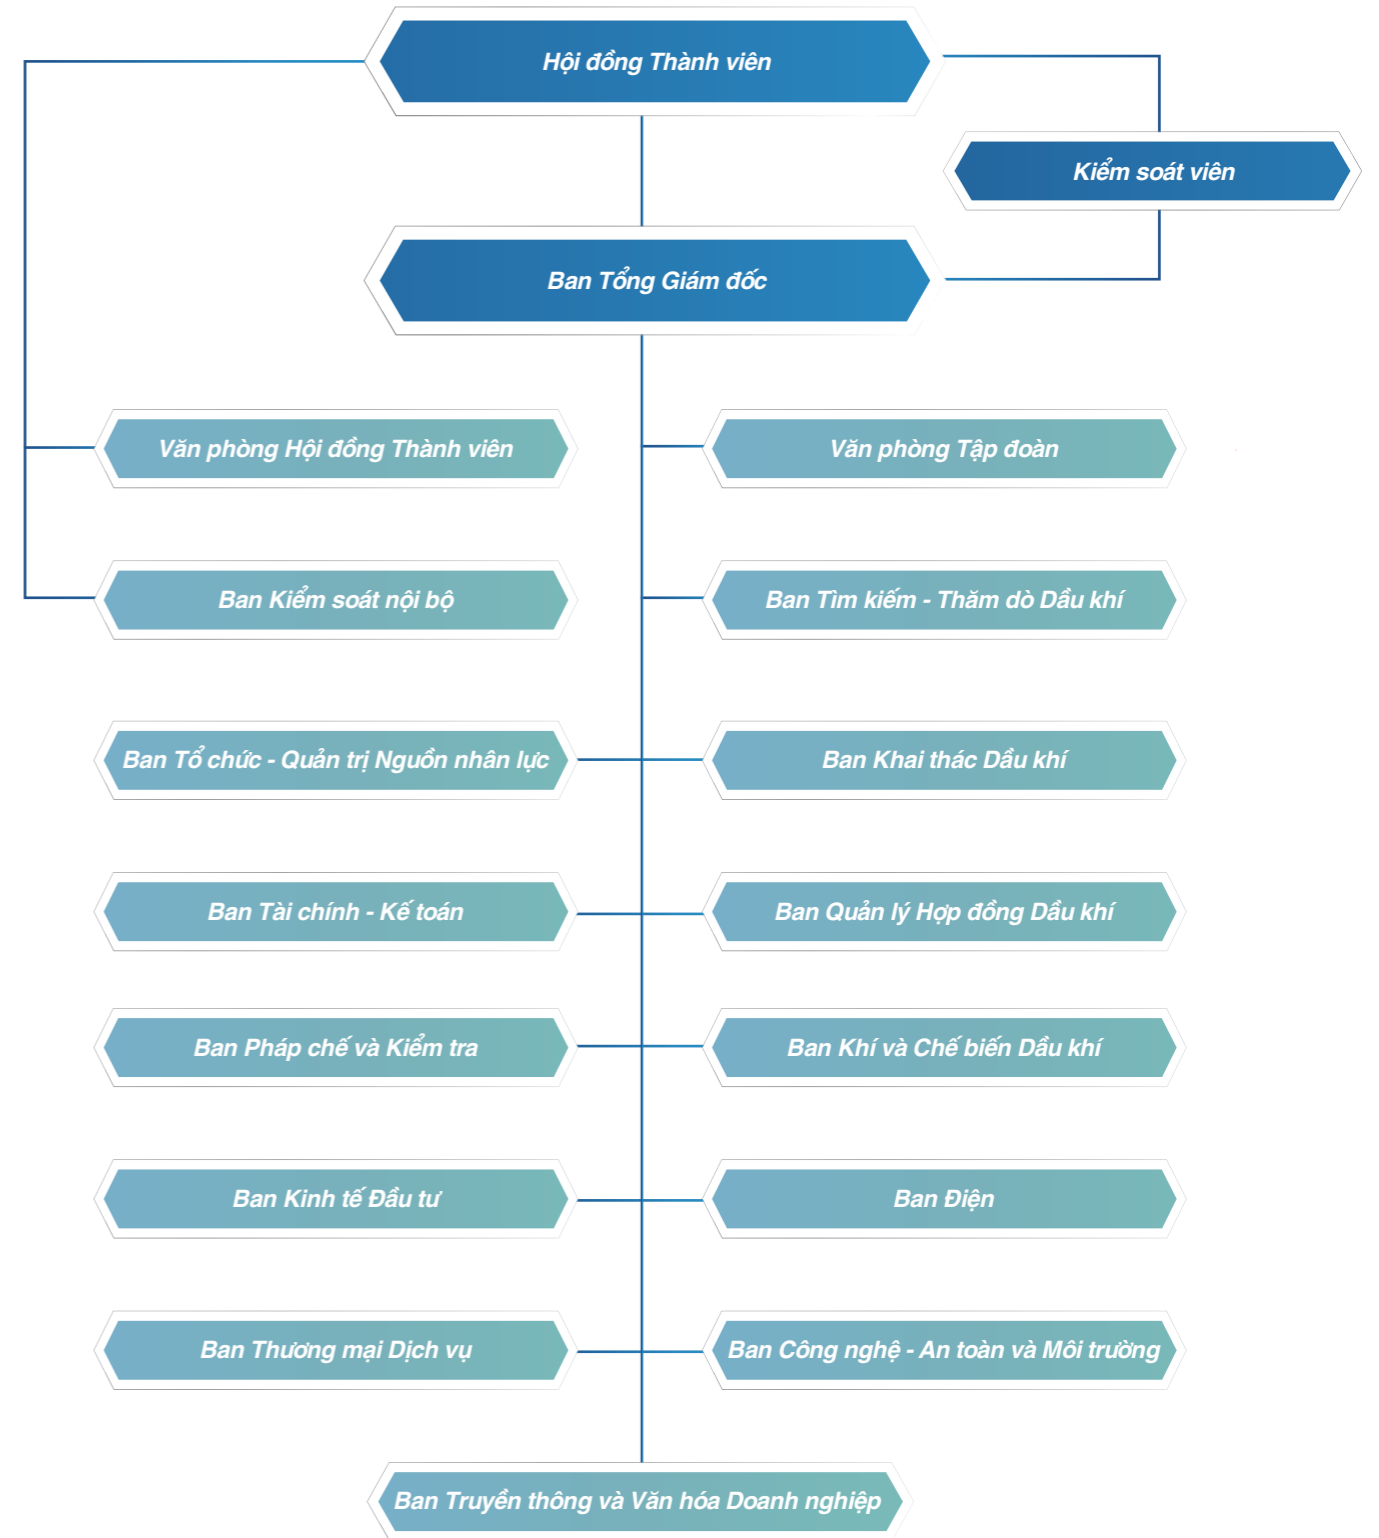 Hội đồng Thành viên
Kiểm soát viên
Ban Tổng Giám đốc
Văn phòng Hội đồng Thành viên
Văn phòng Tập đoàn
Ban Kiểm soát nội bộ
Ban Tìm kiếm - Thăm dò Dầu khí
Ban Tổ chức - Quản trị Nguồn nhân lực
Ban Khai thác Dầu khí
Ban Tài chính - Kế toán
Ban Quản lý Hợp đồng Dầu khí
Ban Pháp chế và Kiểm tra
Ban Khí và Chế biến Dầu khí
Ban Kinh tế Đầu tư
Ban Điện
Ban Thương mại Dịch vụ
Ban Công nghệ - An toàn và Môi trường
Ban Truyền thông và Văn hóa Doanh nghiệp